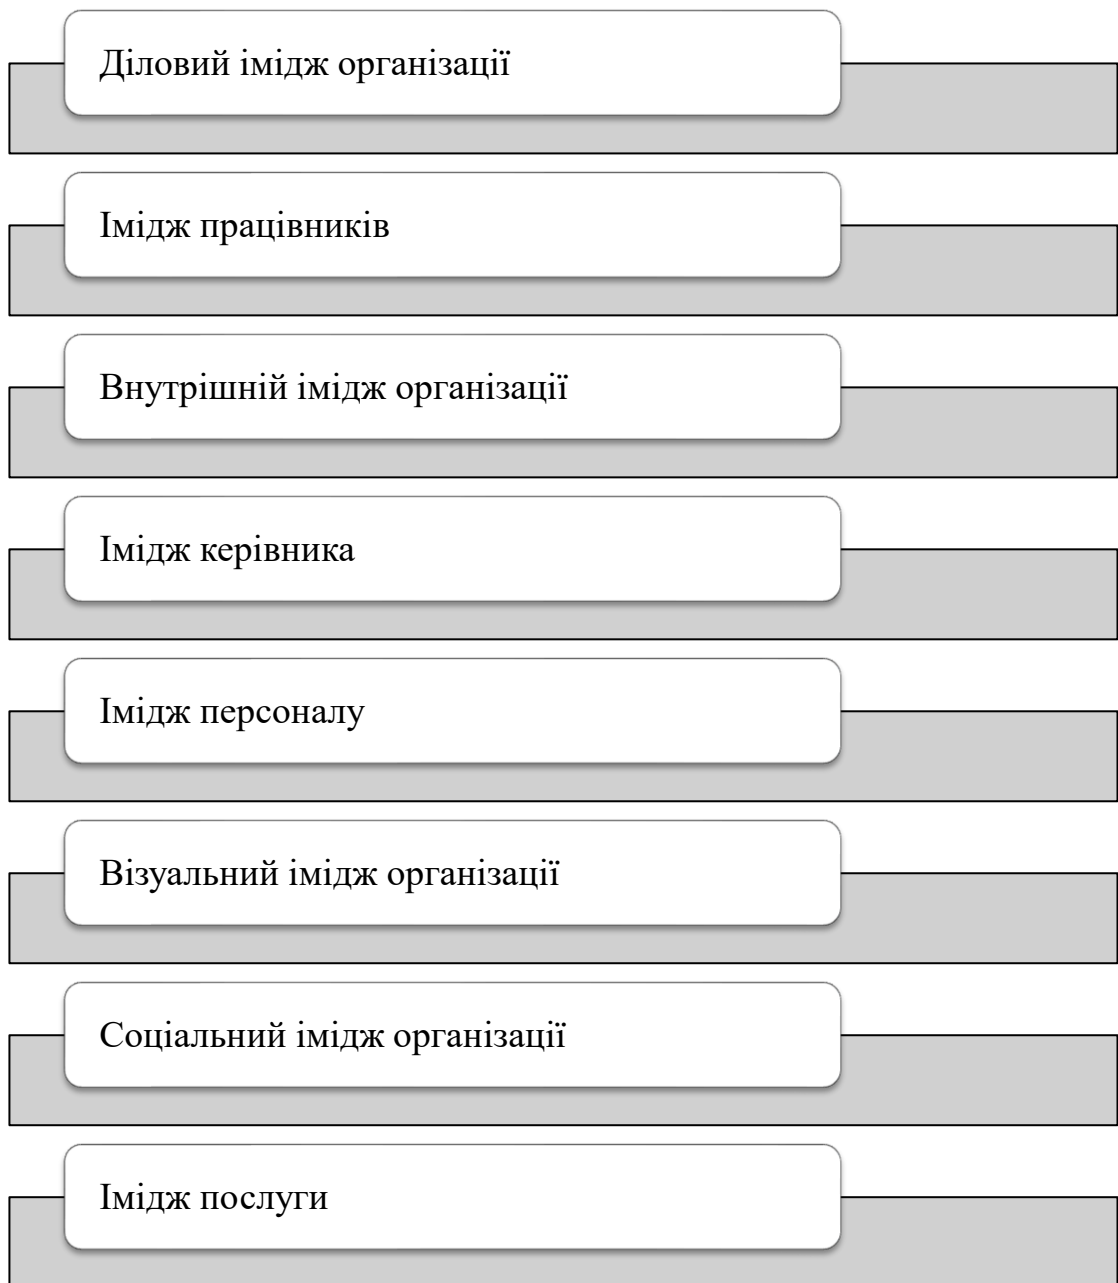 Діловий імідж організації
Імідж працівників
Внутрішній імідж організації
Імідж керівника
Імідж персоналу
Візуальний імідж організації
Соціальний імідж організації
Імідж послуги